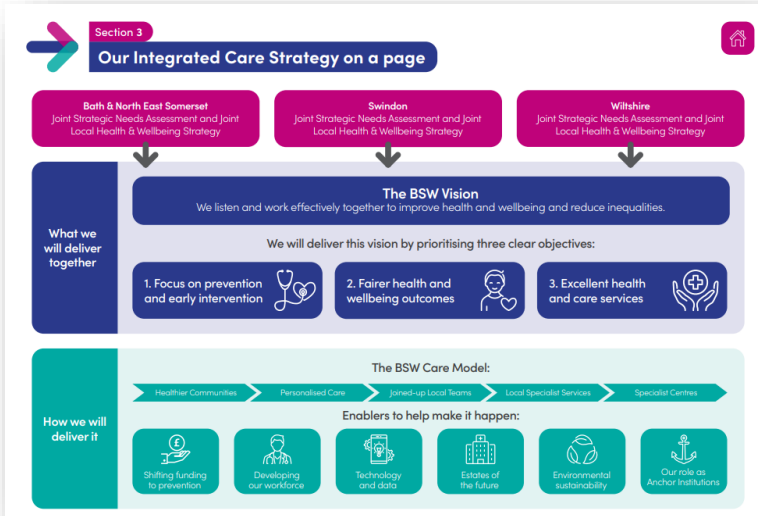 Section 3
Our Integrated Care Strategy on a page
Bath & North East Somerset
Joint Strategic Needs Assessment and Joint
Local Health & Wellbeing Strategy
Swindon
Joint Strategic Needs Assessment and Joint
Local Health & Wellbeing Strategy
Wiltshire
Joint Strategic Needs Assessment and Joint
Local Health & Wellbeing Strategy
What we
will deliver
together
The BSW Vision
We listen and work effectively together to improve health and wellbeing and reduce inequalities.
We will deliver this vision by prioritising three clear objectives:
1. Focus on prevention
and early intervention
2. Fairer health and
wellbeing outcomes
3. Excellent health
and care services
How we will
deliver it
The BSW Care Model:
Healthier Communities
Personalised Care
Joined-up Local Teams
Local Specialist Services
Specialist Centres
Enablers to help make it happen:
£
Shifting funding
to prevention
Developing
our workforce
Technology
and data
Estates of
the future
Environmental
sustainability
Our role as
Anchor Institutions